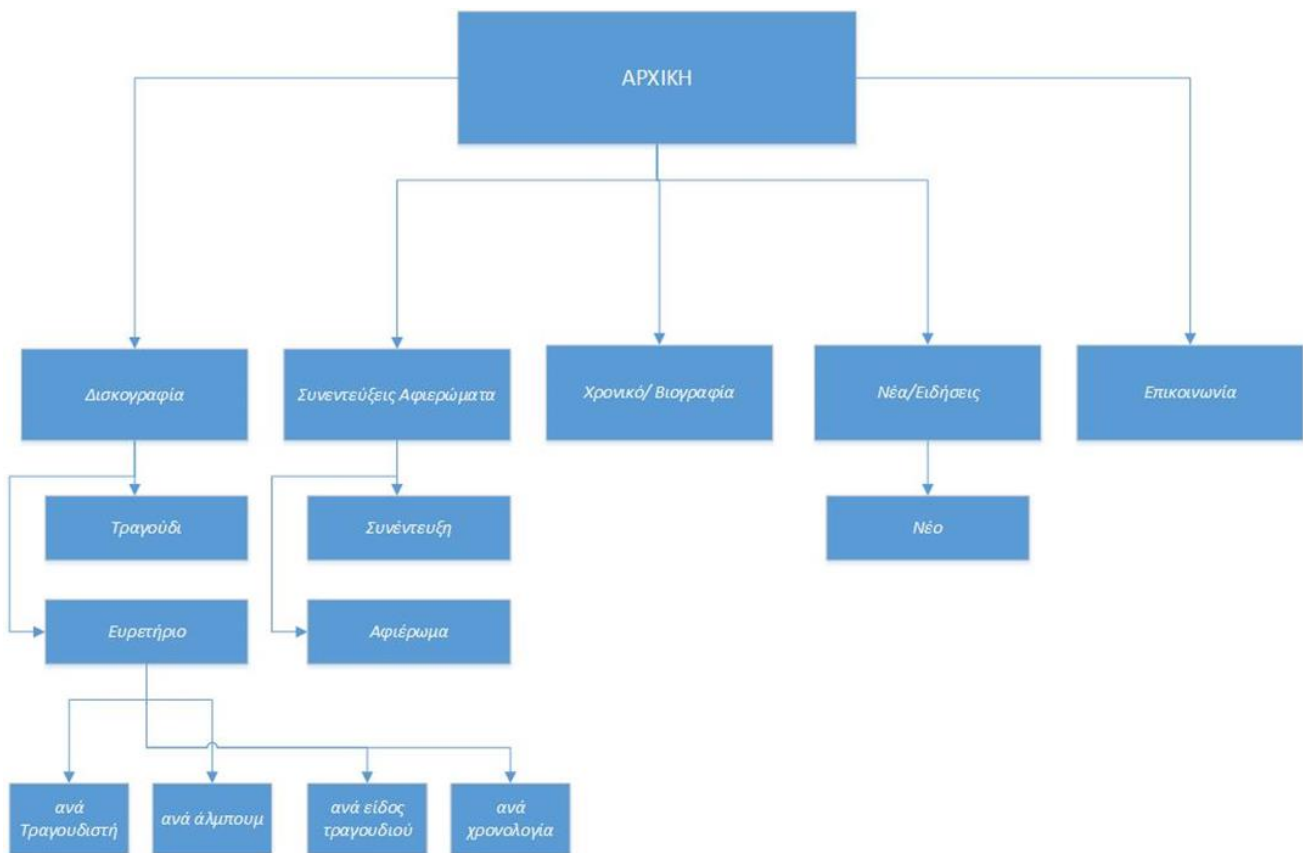 ΑΡΧΙΚΗ
Δισκογραφία
Συνεντεύξεις Αφιερώματα
Χρονικό/ Βιογραφία
Νέα/Ειδήσεις
Επικοινωνία
Τραγούδι
Συνέντευξη
Νέο
Ευρετήριο
Αφιέρωμα
ανά
Τραγουδιστή
ανά άλμπουμ
ανά είδος
τραγουδιού
ανά
χρονολογία